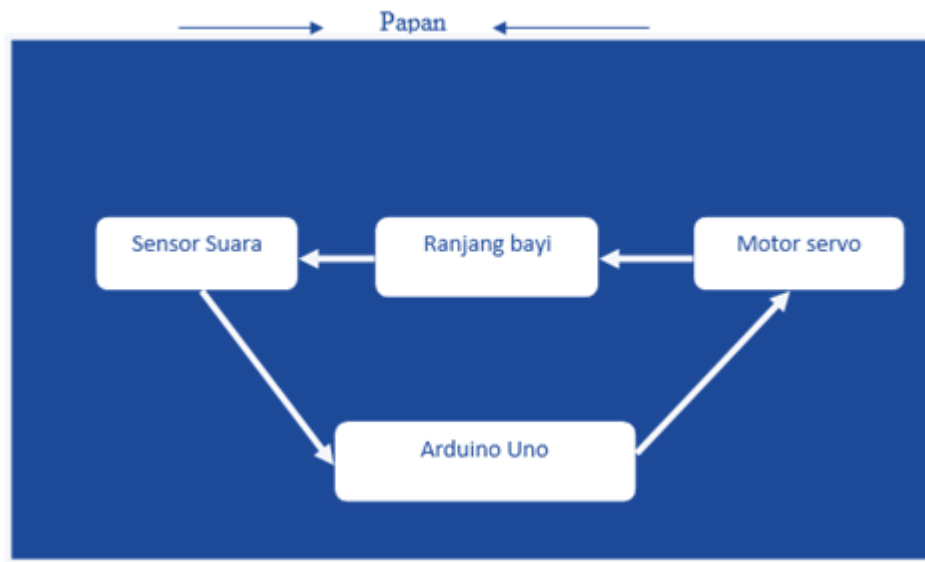 Papan
Sensor Suara
Ranjang bayi
Motor servo
Arduino Uno